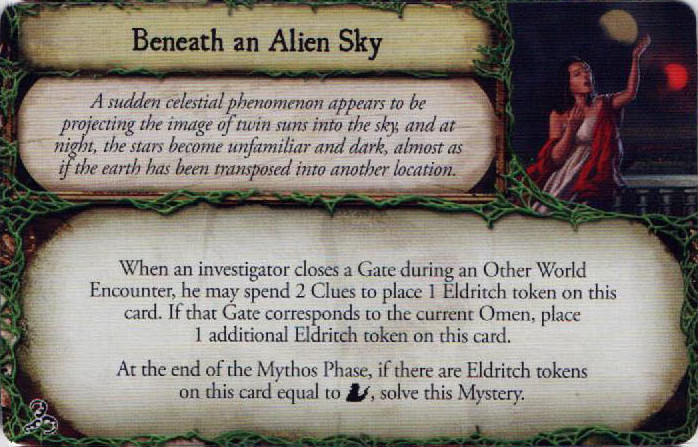 Beneath an Alien Sky
A sudden celestial phenomenon appears to be
projecting the image of twin suns into the sky, and at
night, the stars become unfamiliar and dark, almost as
if the earth has been transposed into another location.
When an investigator closes a Gate during an Other World
Encounter, he may spend 2 Clues to place 1 Eldritch token on this
card. If that Gate corresponds to the current Omen, place
1 additional Eldritch token on this card.
At the end of the Mythos Phase, if there are Eldritch tokens
on this card equal to , solve this Mystery.